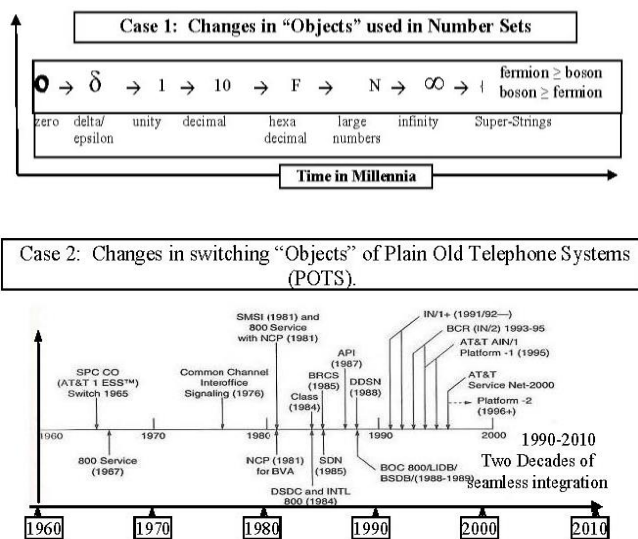 Case 1: Changes in “Objects” used in Number Sets
0 → δ → 1 → 10 → F → N → ∞ → {
fermion ≥ boson
boson ≥ fermion
zero
delta/
epsilon
unity
decimal
hexa
decimal
large
numbers
infinity
Super-Strings
Time in Millennia
Case 2: Changes in switching “Objects” of Plain Old Telephone Systems
(POTS).
SPC CO
(AT&T 1 ESS™)
Switch 1965
Common Channel
Interoffice
Signaling (1976)
SMSI (1981) and
800 Service
with NCP (1981)
Class
(1984)
BRCS
(1985)
API
(1987)
DDSN
(1988)
IN/1+ (1991/92—)
BCR (IN/2) 1993-95
AT&T AIN/1
Platform -1 (1995)
AT&T
Service Net-2000
Platform -2
(1996+)
1960 1970 1980 1990 2000
800 Service
(1967)
NCP (1981)
for BVA
DSDC and INTL
800 (1984)
SDN
(1985)
BOC 800/LIDB/
BSDB/(1988-1989)
1990-2010
Two Decades of
seamless integration
1960 1970 1980 1990 2000 2010